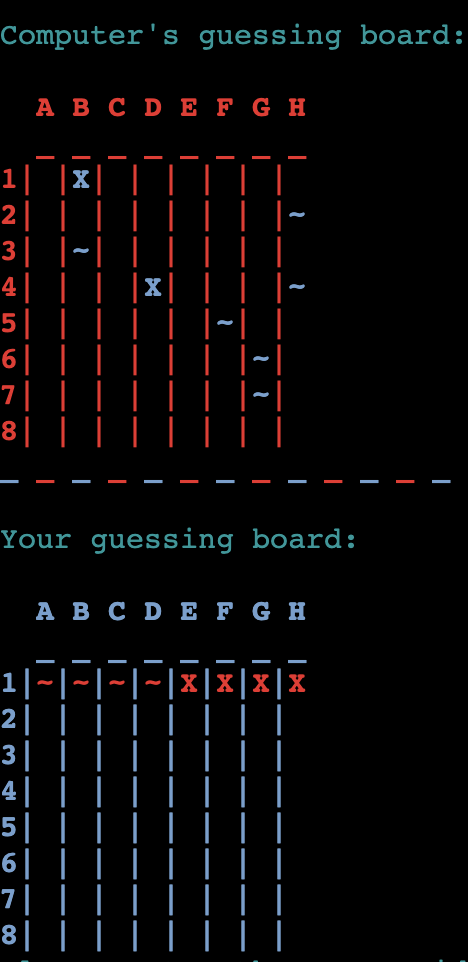 Computer's guessing board:
A B C D E F G H
_ _ _ _ _ _ _ _
1| |X| | | | | |
2| | | | | | | |~
3| |~| | | | | |
4| | | |X| | | |~
5| | | | | |~| |
6| | | | | | |~|
7| | | | | | |~|
8| | | | | | | |
_ _ _ _ _ _ _ _ _ _ _ _ _
Your guessing board:
A B C D E F G H
_ _ _ _ _ _ _ _
1|~|~|~|~|X|X|X|X
2| | | | | | | |
3| | | | | | | |
4| | | | | | | |
5| | | | | | | |
6| | | | | | | |
7| | | | | | | |
8| | | | | | | |